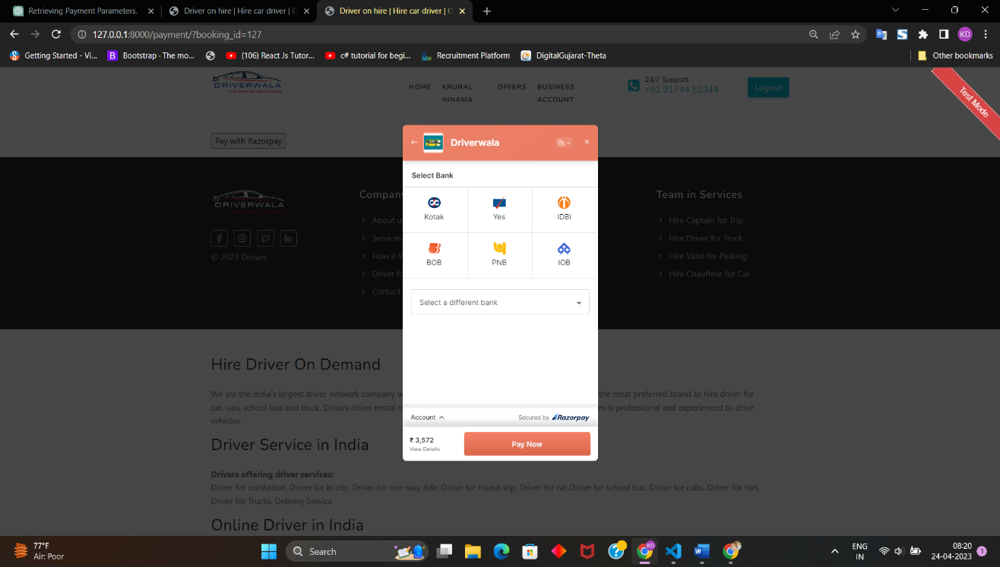 Retrieving Payment Parameters.
Driver on hire | Hire car driver | C
Driver on hire | Hire car driver | C
127.0.0.1:8000/payment/?booking_id=127
KD
Getting Started - Vi...
Bootstrap · The mo...
(106) React Js Tutor...
c# tutorial for begi...
Recruitment Platform
DigitalGujarat-Theta
Other bookmarks
DRIVERWALA
WE DRIVE VEHICLES
HOME
KRUNAL NINAMA
OFFERS
BUSINESS ACCOUNT
24/7 Support
+91 91744 52344
Logout
Test Mode
Pay with Razorpay
Driverwala
Select Bank
Kotak
Yes
IDBI
BOB
PNB
IOB
Select a different bank
Account
Secured by Razorpay
₹ 3,572
View Details
Pay Now
DRIVERWALA
© 2023 Drivars.
Company
About us
Services
How it W
Driver fo
Contact
Team in Services
Hire Captain for Trip
Hire Driver for Truck
Hire Valet for Parking
Hire Chauffeur for Car
Hire Driver On Demand
We are the india's largest driver network company w the most preferred brand to hire driver for
car, van, school bus and truck. Drivars driver rental o m is professional and experienced to drive
vehicles.
Driver Service in India
Drivars offering driver services:
Driver for outstation, Driver for in city, Driver for one-way ride, Driver for round trip, Driver for car,Driver for school bus, Driver for cabs, Driver for Van,
Driver for Trucks, Delivery Service
Online Driver in India
77°F
Air: Poor
Search
ENG
IN
08:20
24-04-2023
1